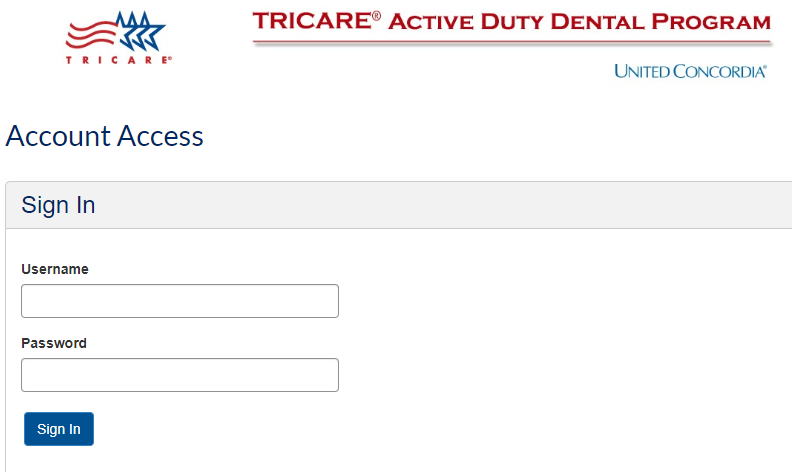 TRICARE®
TRICARE® ACTIVE DUTY DENTAL PROGRAM
UNITED CONCORDIA®
Account Access
Sign In
Username
Password
Sign In